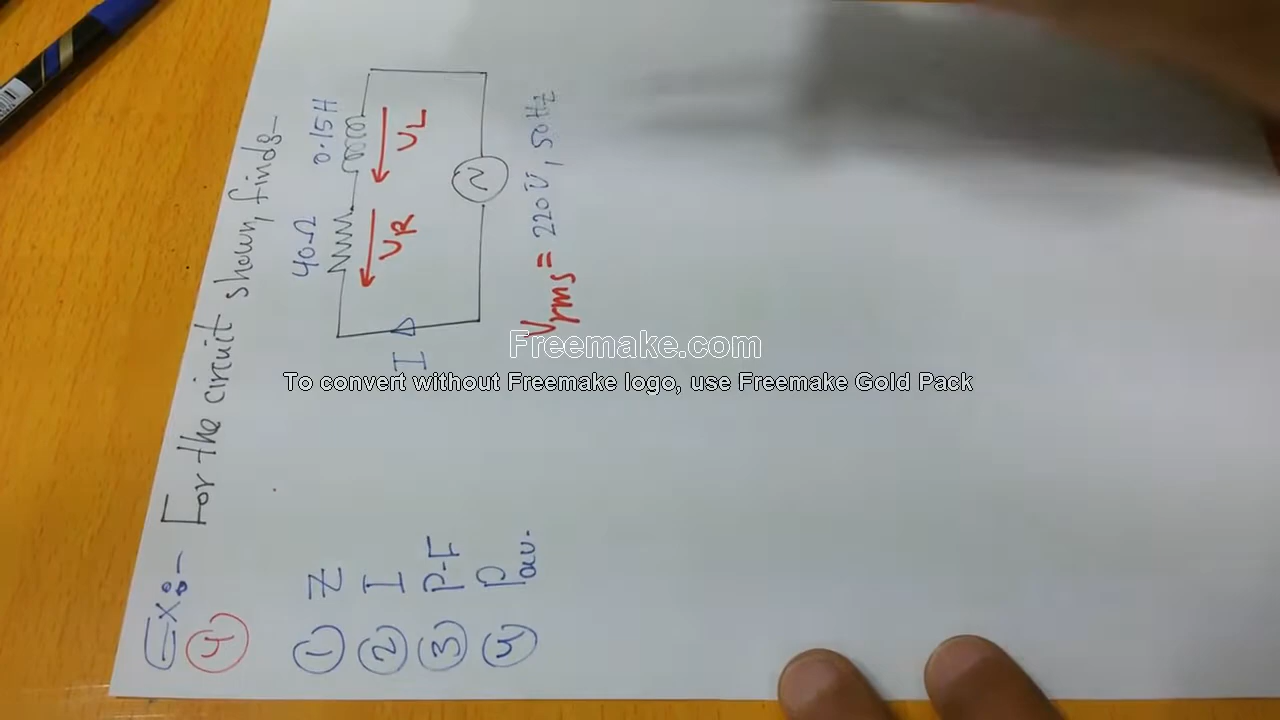 Ex:-
4
For the circuit shown, find:-
1 Z
2 I
3 P.F
4 Pav.
40Ω
0.15H
VR
VL
I
Vrms = 220V, 50Hz
Freemake.com
To convert without Freemake logo, use Freemake Gold Pack